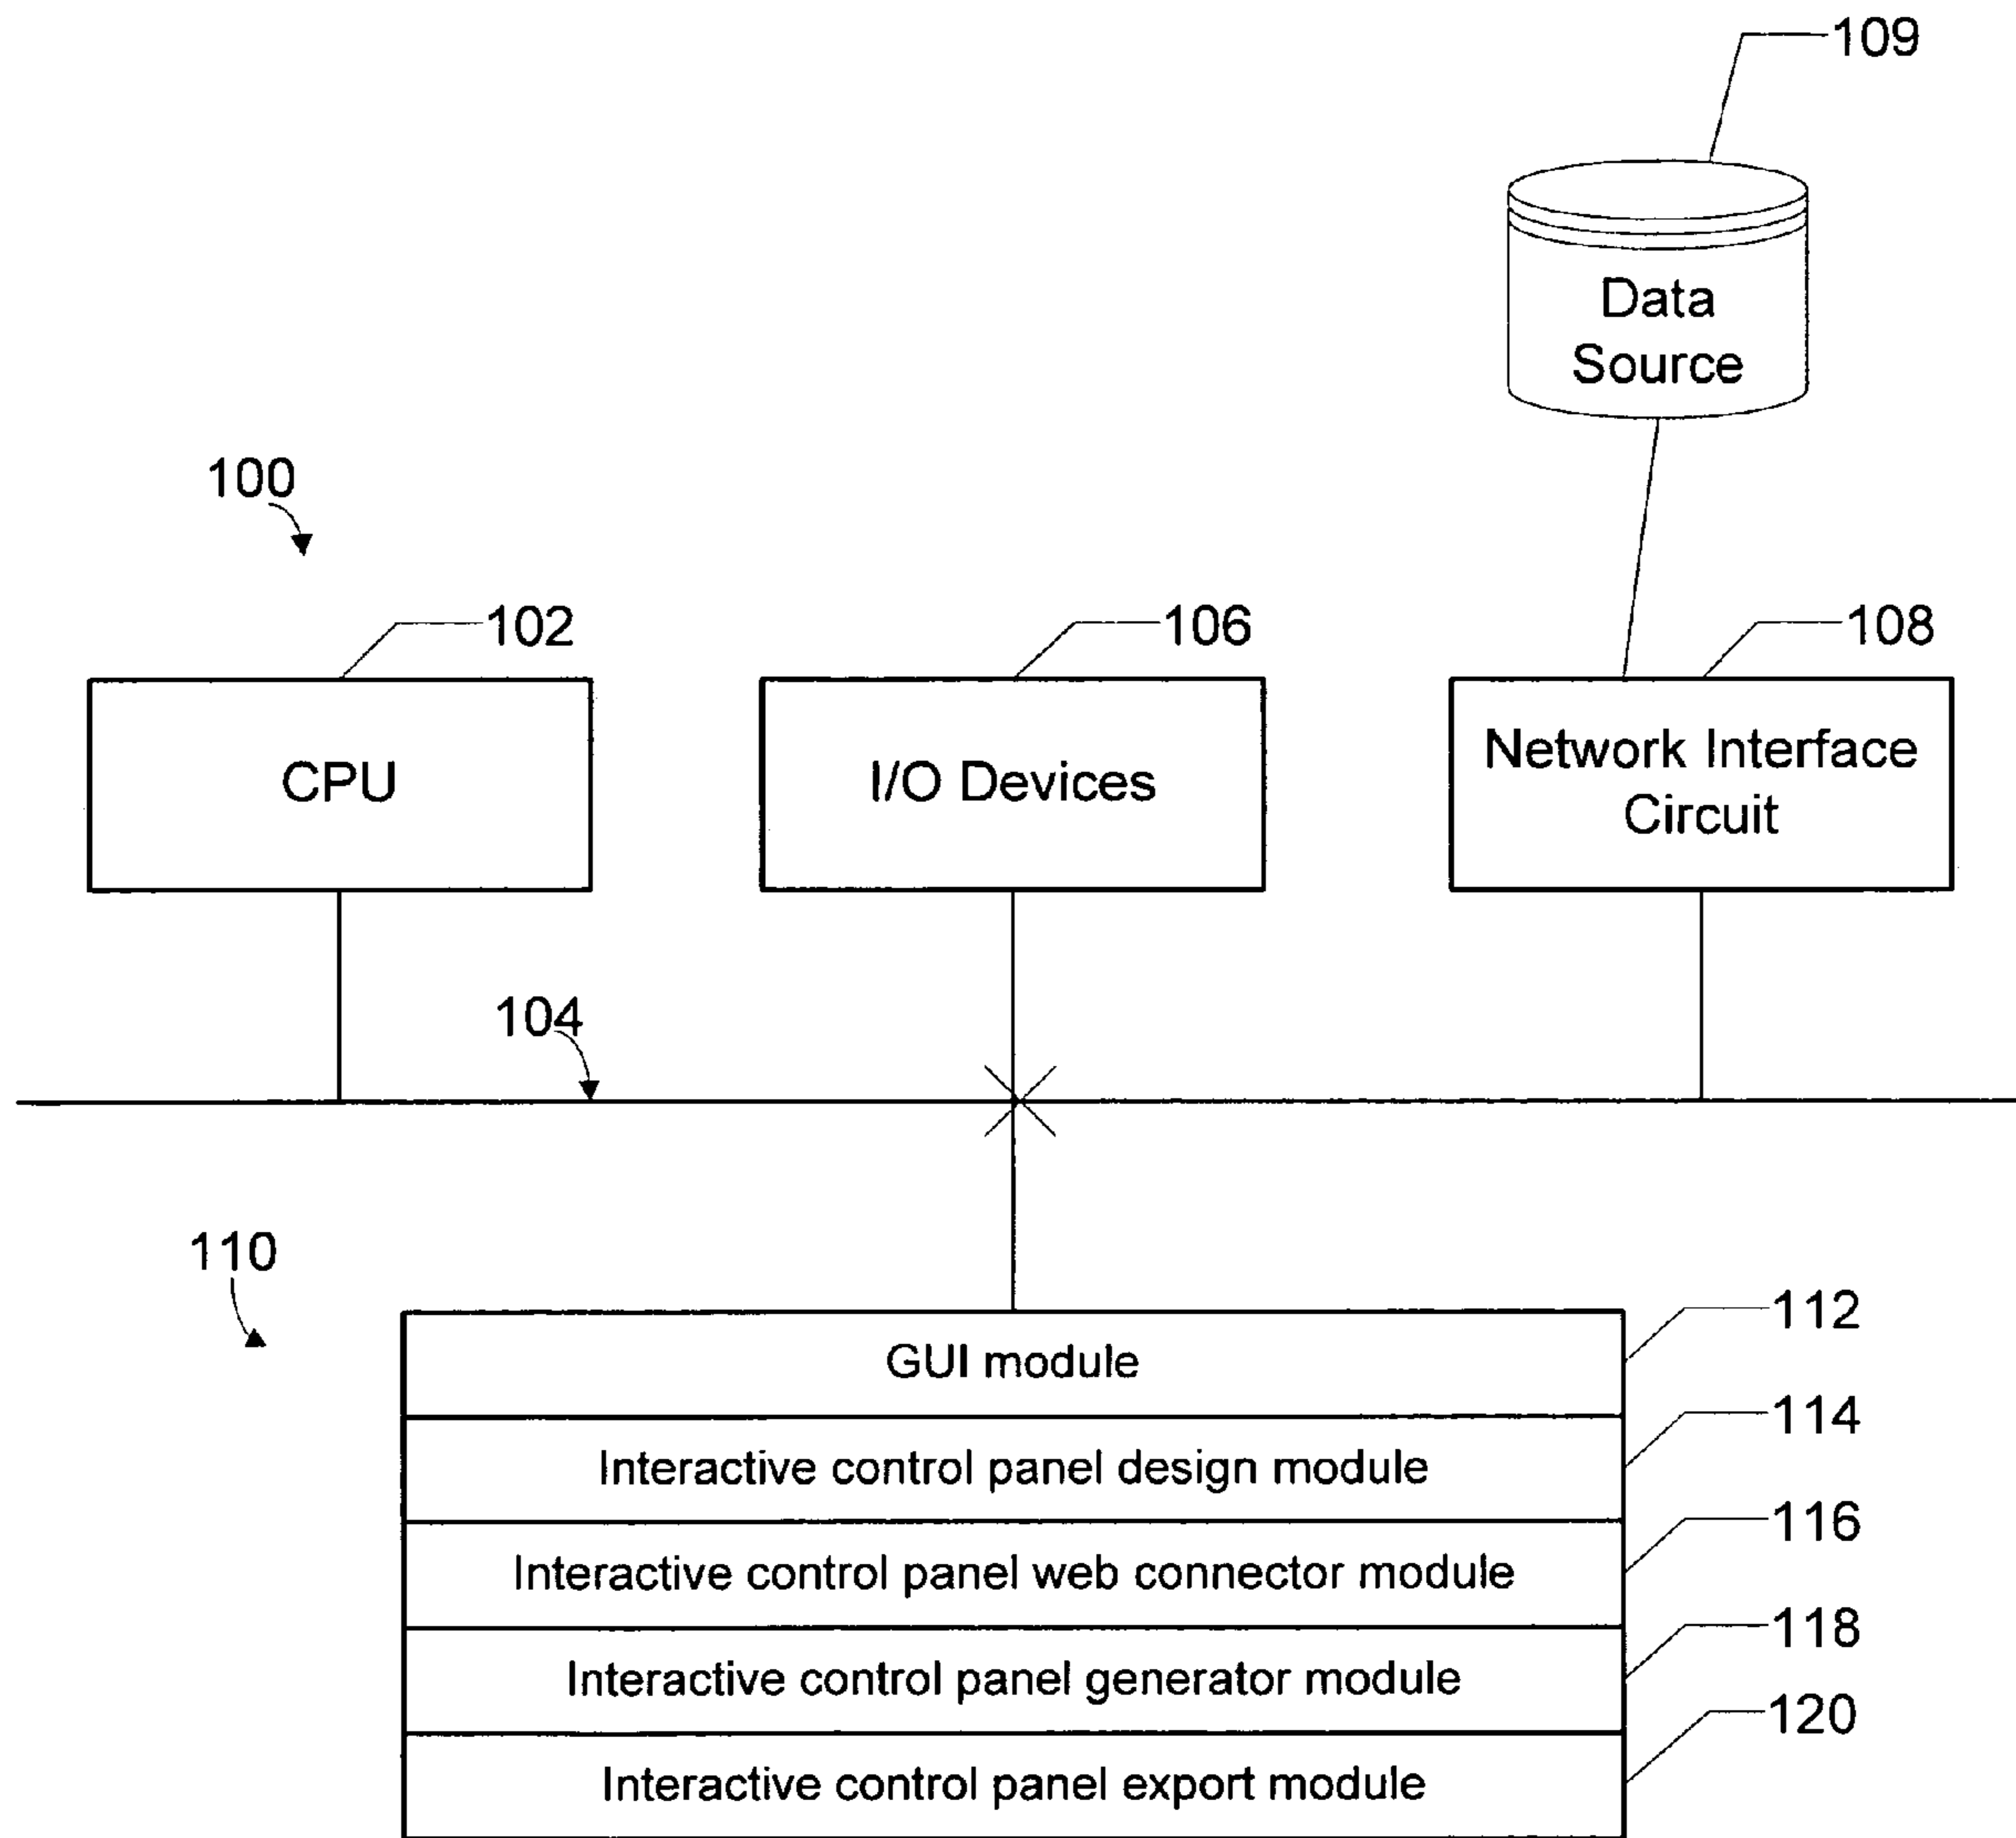 109
Data
Source
100
102
106
108
CPU
I/O Devices
Network Interface
Circuit
104
110
112
GUI module
114
Interactive control panel design module
116
Interactive control panel web connector module
118
Interactive control panel generator module
120
Interactive control panel export module